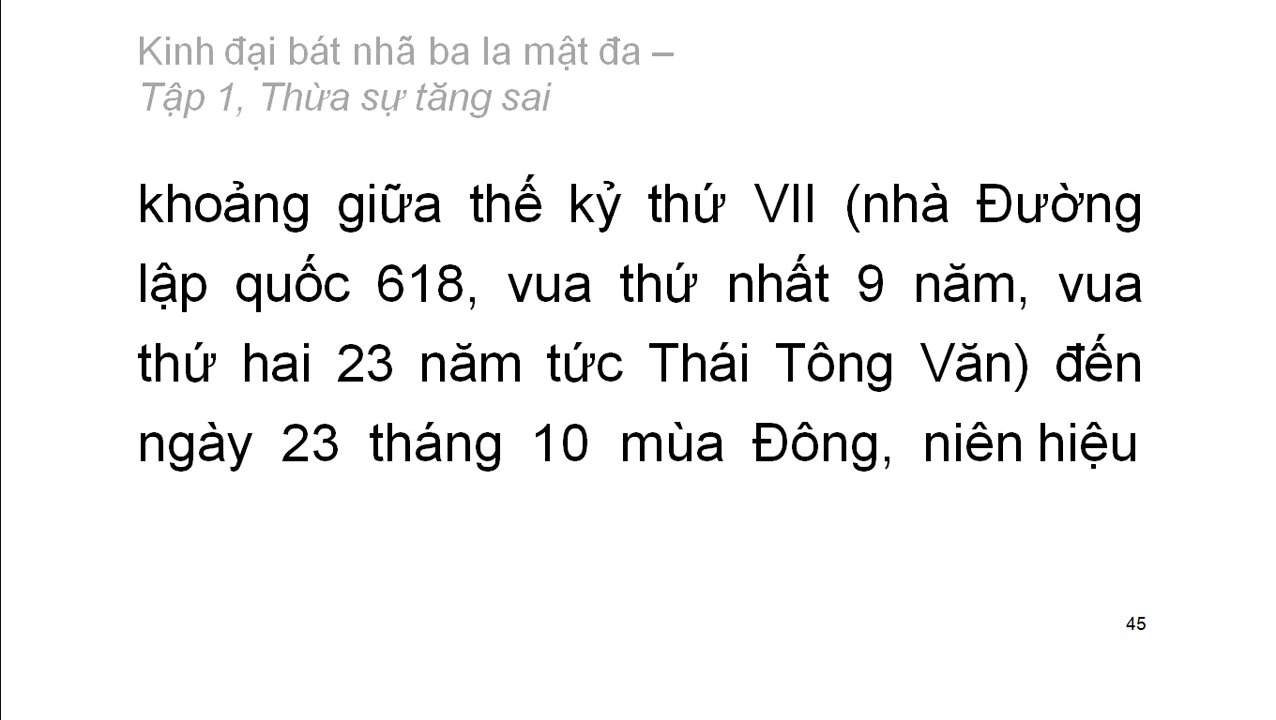 Kinh đại bát nhã ba la mật đa –
Tập 1, Thừa sự tăng sai
khoảng giữa thế kỷ thứ VII (nhà Đường
lập quốc 618, vua thứ nhất 9 năm, vua
thứ hai 23 năm tức Thái Tông Văn) đến
ngày 23 tháng 10 mùa Đông, niên hiệu
45